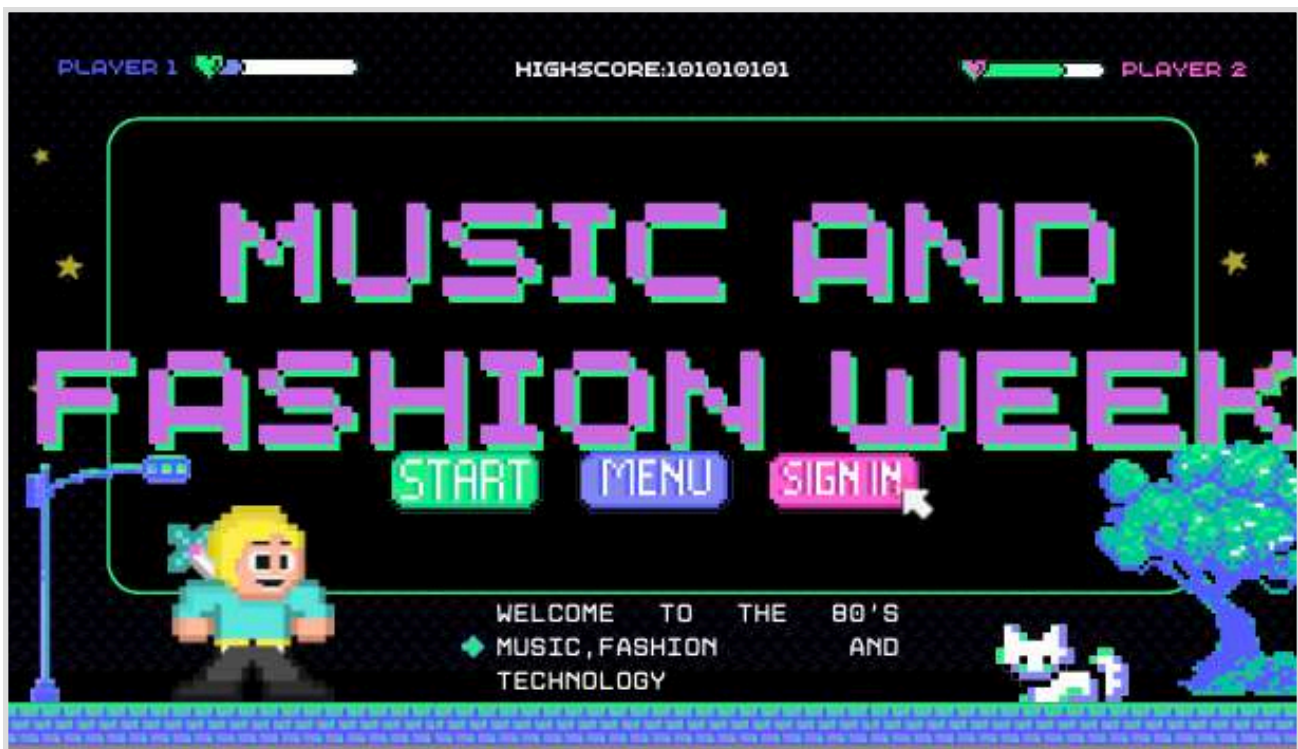 PLAYER 1
HIGHSCORE:101010101
PLAYER 2
MUSIC AND
FASHION WEEK
START
MENU
SIGN IN
WELCOME TO THE 80'S
MUSIC,FASHION AND
TECHNOLOGY